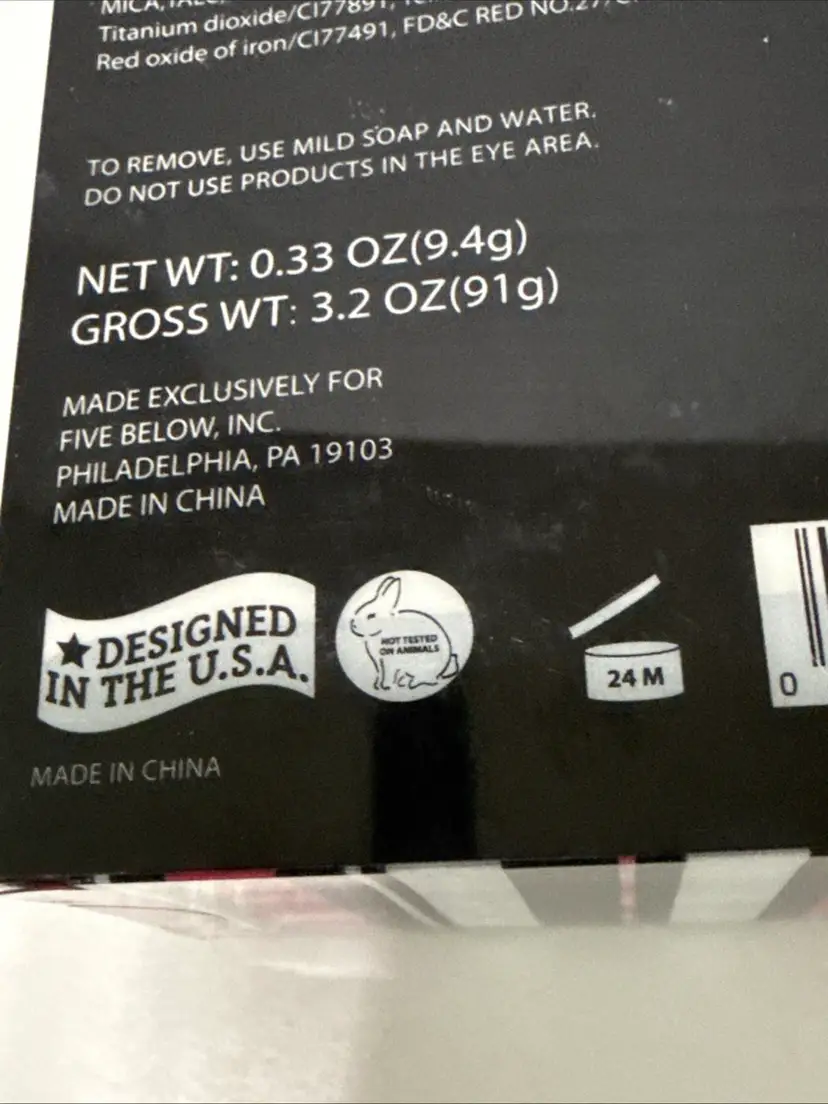 MICA,
Titanium dioxide/CI77891,
Red oxide of iron/CI77491, FD&C RED NO.27/
TO REMOVE, USE MILD SOAP AND WATER.
DO NOT USE PRODUCTS IN THE EYE AREA.
NET WT: 0.33 OZ(9.4g)
GROSS WT: 3.2 OZ(91g)
MADE EXCLUSIVELY FOR
FIVE BELOW, INC.
PHILADELPHIA, PA 19103
MADE IN CHINA
★DESIGNED
IN THE U.S.A.
NOT TESTED
ON ANIMALS
24 M
0
MADE IN CHINA